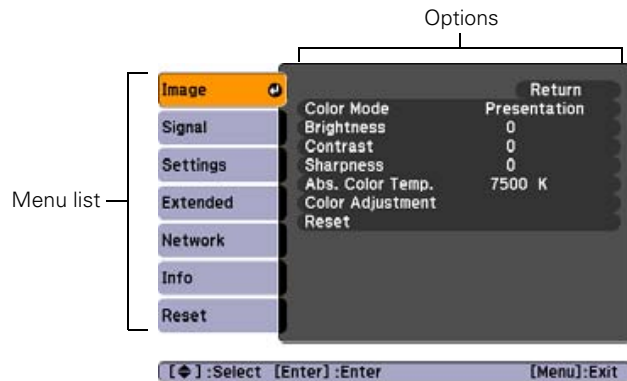 Options
Menu list
Image
Signal
Settings
Extended
Network
Info
Reset
Return
Color Mode Presentation
Brightness 0
Contrast 0
Sharpness 0
Abs. Color Temp. 7500 K
Color Adjustment
Reset
[◆] :Select [Enter] :Enter [Menu]:Exit